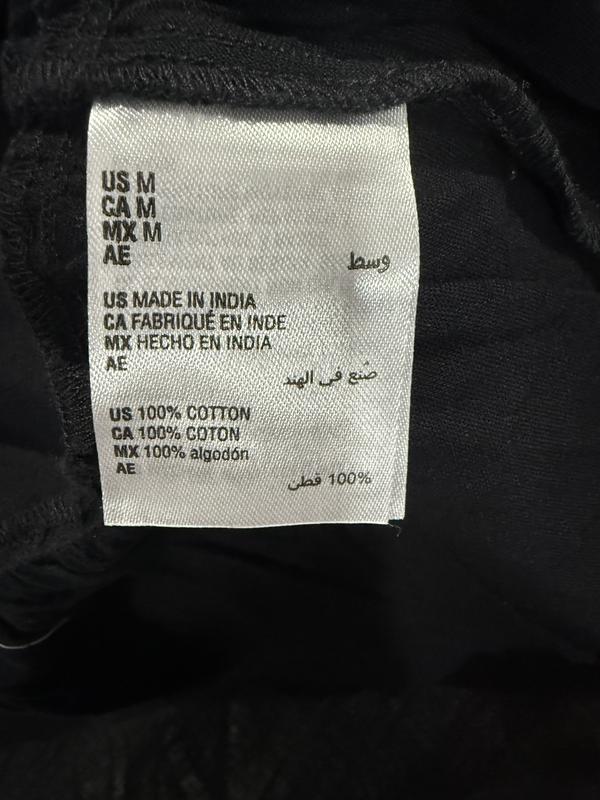 US M
CA M
MX M
AE
وسط
US MADE IN INDIA
CA FABRIQUÉ EN INDE
MX HECHO EN INDIA
AE
صُنع في الهند
US 100% COTTON
CA 100% COTON
MX 100% algodón
AE
100% قطن